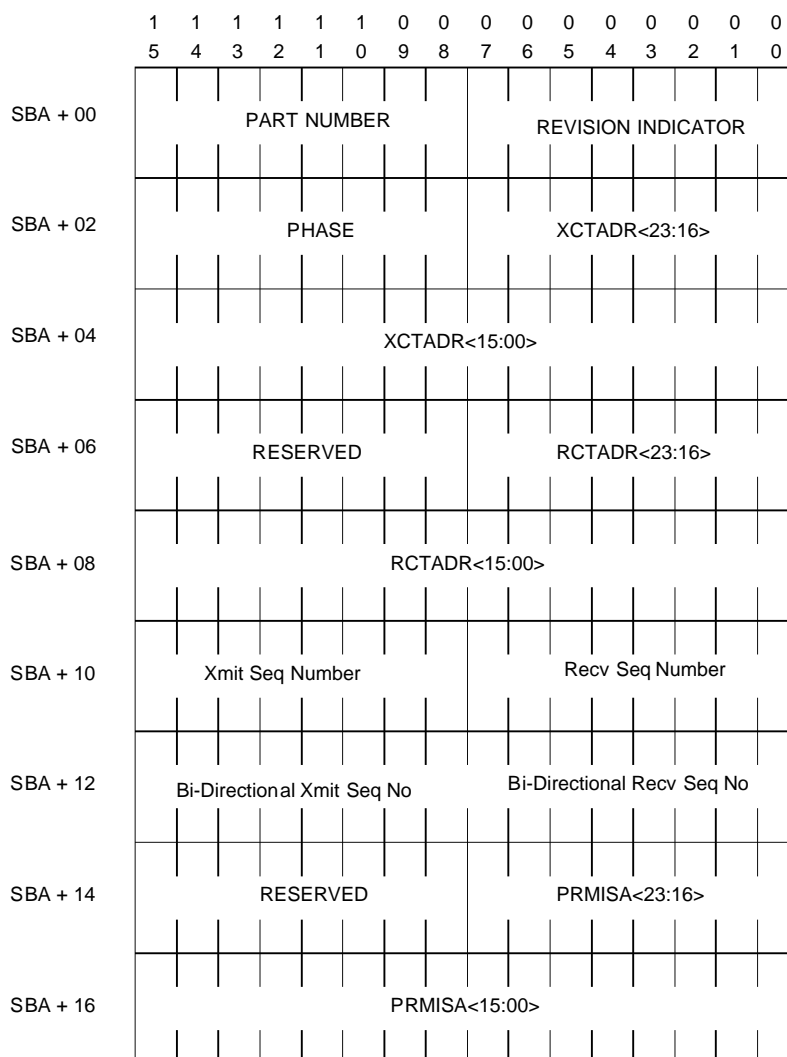 1 1 1 1 1 1 0 0 0 0 0 0 0 0 0 0
5 4 3 2 1 0 9 8 7 6 5 4 3 2 1 0
SBA + 00 PART NUMBER REVISION INDICATOR
SBA + 02 PHASE XCTADR<23:16>
SBA + 04 XCTADR<15:00>
SBA + 06 RESERVED RCTADR<23:16>
SBA + 08 RCTADR<15:00>
SBA + 10 Xmit Seq Number Recv Seq Number
SBA + 12 Bi-Directional Xmit Seq No Bi-Directional Recv Seq No
SBA + 14 RESERVED PRMISA<23:16>
SBA + 16 PRMISA<15:00>